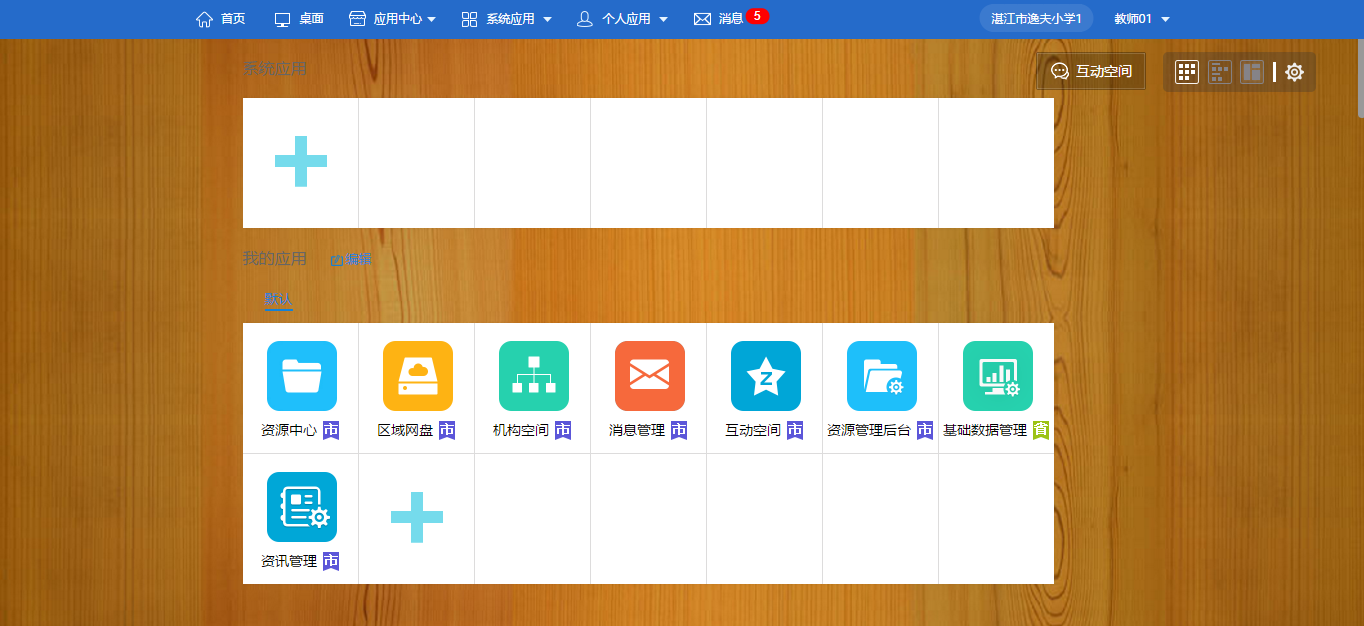 首页 桌面 应用中心 系统应用 个人应用 消息 5 湛江市逸夫小学1 教师01
系统应用
互动空间
我的应用 编辑
默认
资源中心 市 区域网盘 市 机构空间 市 消息管理 市 互动空间 市 资源管理后台 市 基础数据管理 省
资讯管理 市